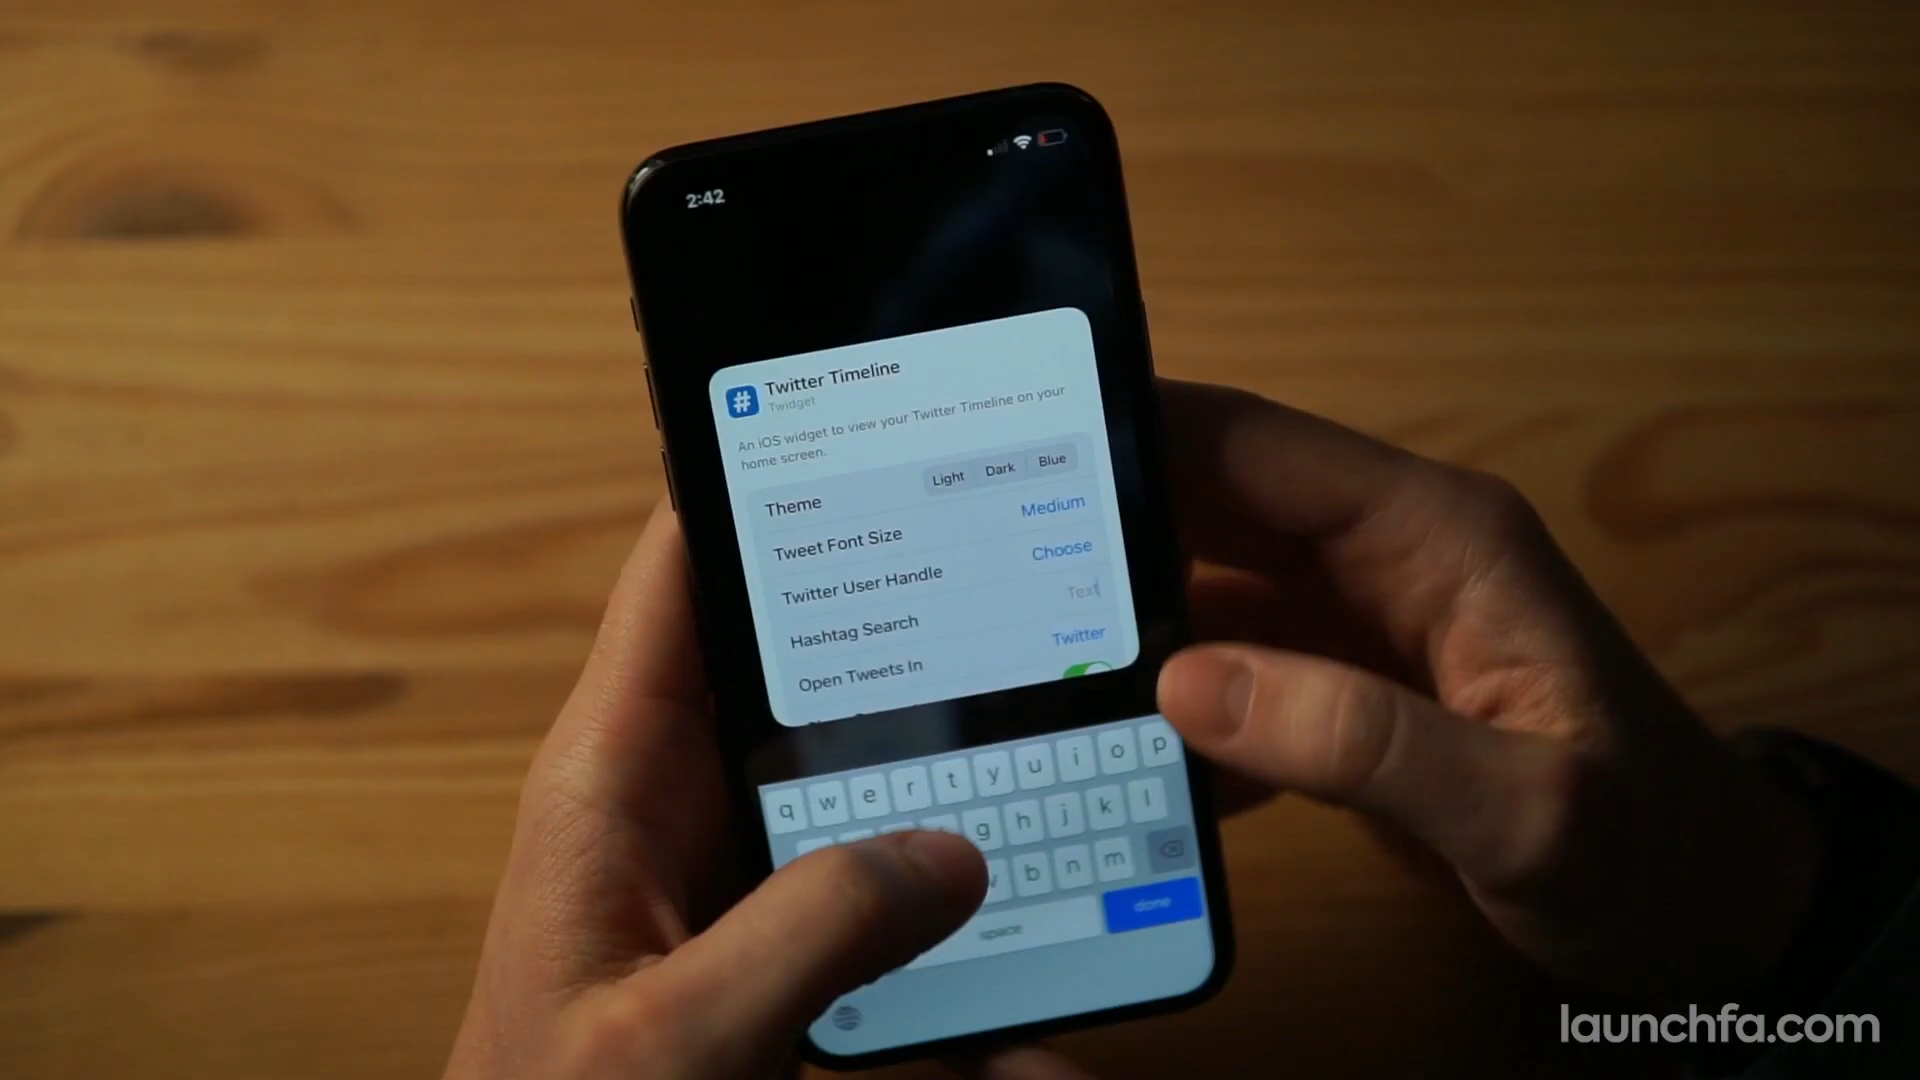 2:42
#
Twitter Timeline
Twidget
An iOS widget to view your Twitter Timeline on your
home screen.
Theme Light Dark Blue
Tweet Font Size Medium
Twitter User Handle Choose
Hashtag Search Text
Open Tweets In Twitter
q w e r t y u i o p
g h j k l
v b n m
space done
launchfa.com